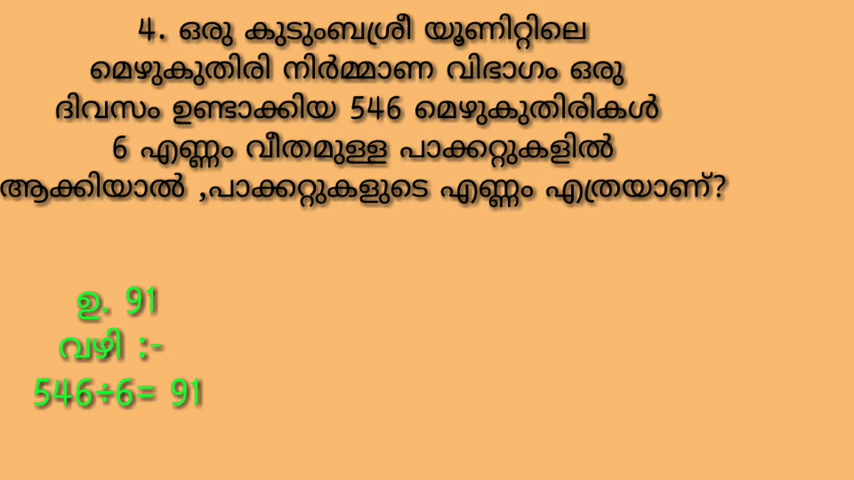 4. ഒരു കുടുംബശ്രീ യൂണിറ്റിലെ
മെഴുകുതിരി നിർമ്മാണ വിഭാഗം ഒരു
ദിവസം ഉണ്ടാക്കിയ 546 മെഴുകുതിരികൾ
6 എണ്ണം വീതമുള്ള പാക്കറ്റുകളിൽ
ആക്കിയാൽ ,പാക്കറ്റുകളുടെ എണ്ണം എത്രയാണ്?
ഉ. 91
വഴി :-
546÷6= 91